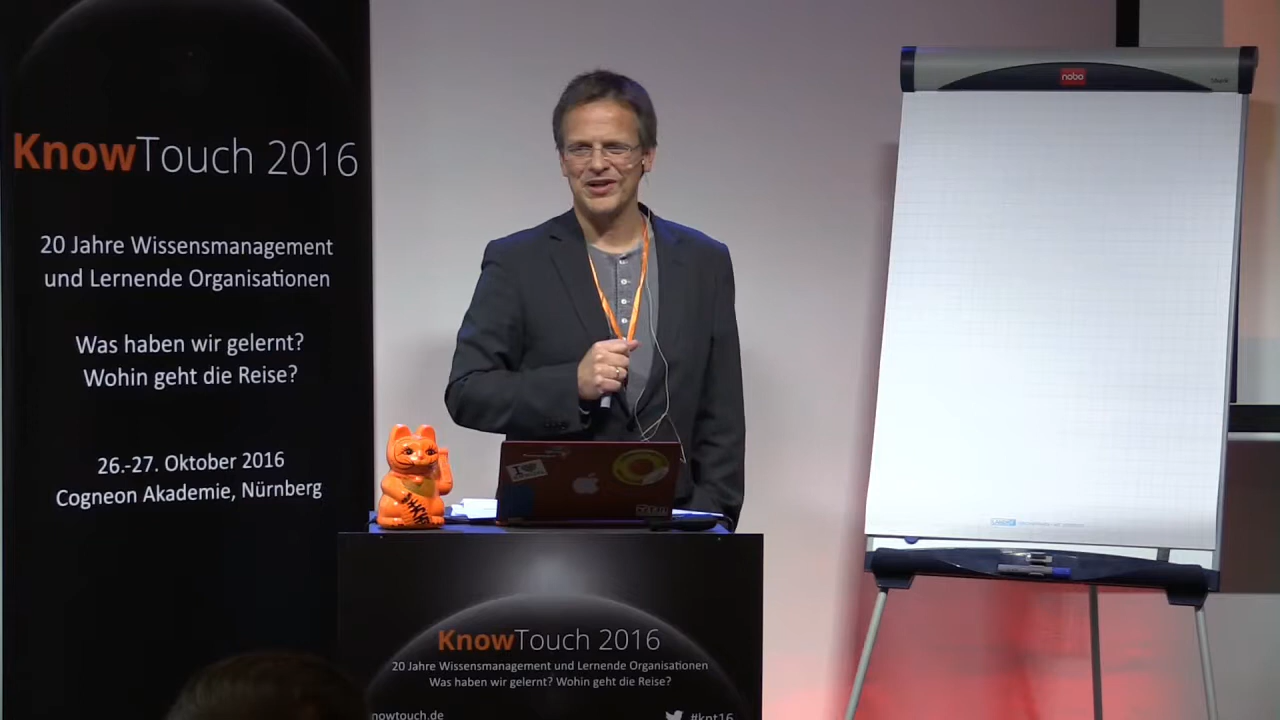 KnowTouch 2016
20 Jahre Wissensmanagement
und Lernende Organisationen
Was haben wir gelernt?
Wohin geht die Reise?
26.-27. Oktober 2016
Cogneon Akademie, Nürnberg
nobo
KnowTouch 2016
20 Jahre Wissensmanagement und Lernende Organisationen
Was haben wir gelernt? Wohin geht die Reise?
nowtouch.de
#knt16